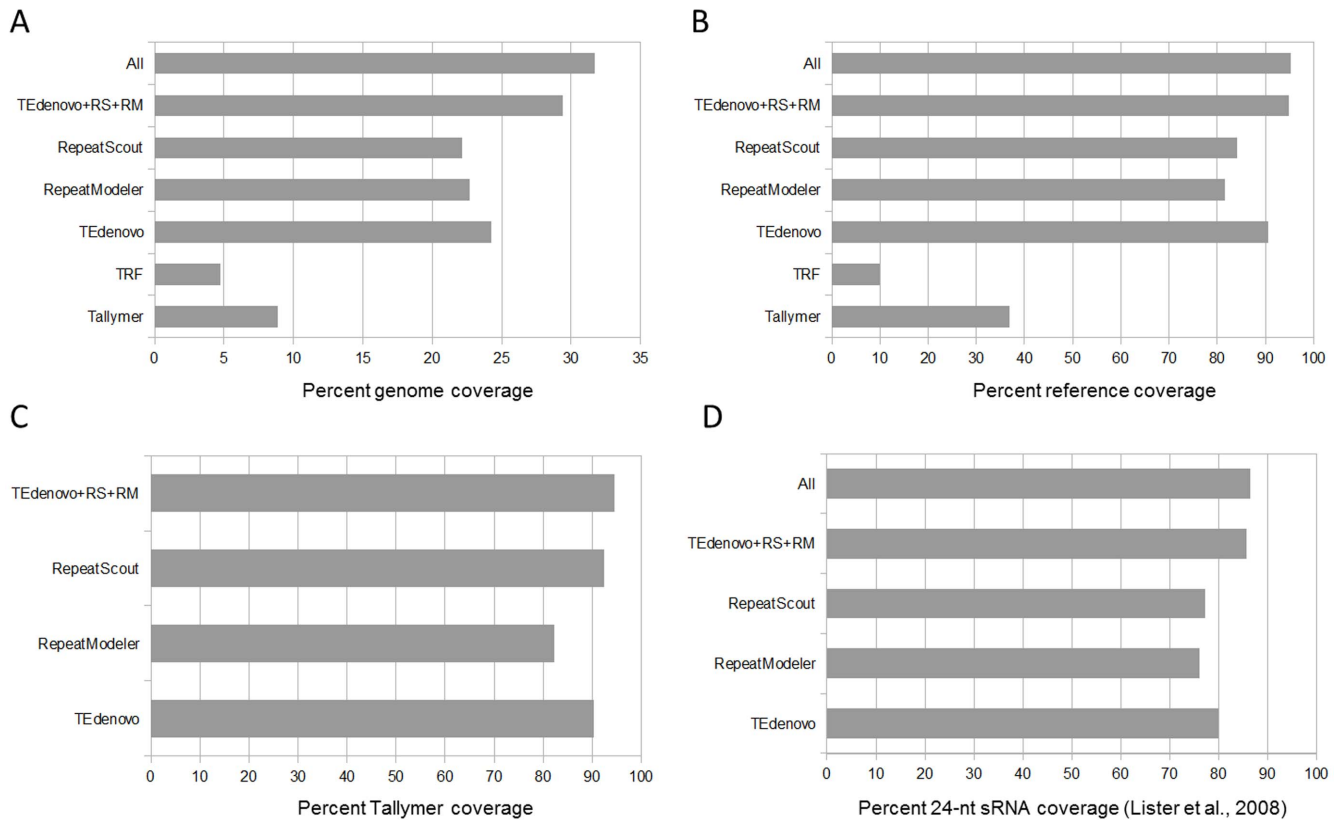 A
All
TEdenovo+RS+RM
RepeatScout
RepeatModeler
TEdenovo
TRF
Tallymer
0 5 10 15 20 25 30 35
Percent genome coverage
B
All
TEdenovo+RS+RM
RepeatScout
RepeatModeler
TEdenovo
TRF
Tallymer
0 10 20 30 40 50 60 70 80 90 100
Percent reference coverage
C
TEdenovo+RS+RM
RepeatScout
RepeatModeler
TEdenovo
0 10 20 30 40 50 60 70 80 90 100
Percent Tallymer coverage
D
All
TEdenovo+RS+RM
RepeatScout
RepeatModeler
TEdenovo
0 10 20 30 40 50 60 70 80 90 100
Percent 24-nt sRNA coverage (Lister et al., 2008)